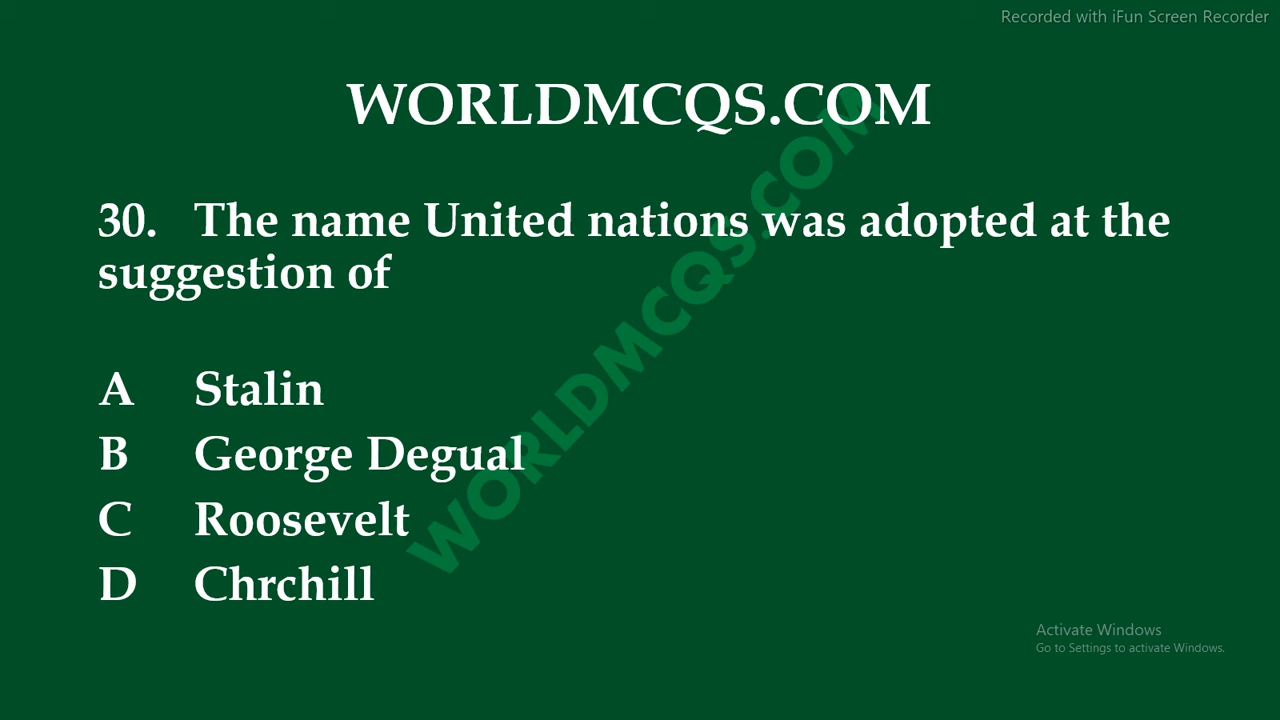 Recorded with iFun Screen Recorder
WORLDMCQS.COM
30. The name United nations was adopted at the
suggestion of
A Stalin
B George Degual
C Roosevelt
D Chrchill
WORLDMCQS.COM
Activate Windows
Go to Settings to activate Windows.